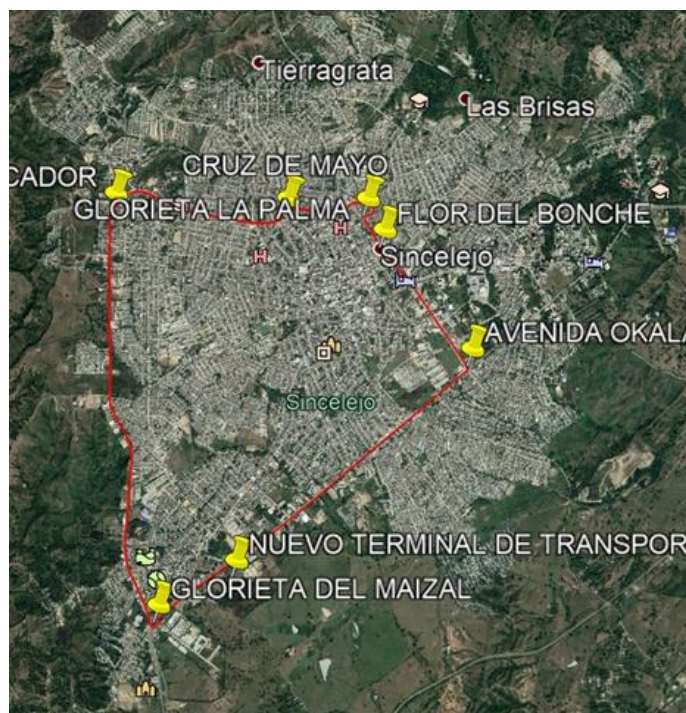 Tierragrata
Las Brisas
CADOR
CRUZ DE MAYO
GLORIETA LA PALMA
FLOR DEL BONCHE
H
H
Sincelejo
AVENIDA OKALA
Sincelejo
NUEVO TERMINAL DE TRANSPOR
GLORIETA DEL MAIZAL